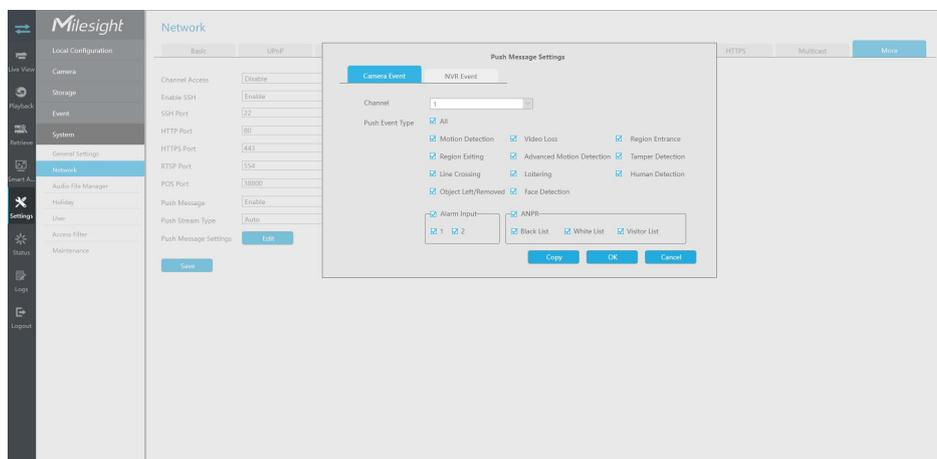 Milesight
Live View
Playback
Retrieve
Smart A...
Settings
Status
Logs
Logout
Local Configuration
Camera
Storage
Event
System
General Settings
Network
Audio File Manager
Holiday
User
Access Filter
Maintenance
Network
Basic UPnP HTTPS Multicast More
Channel Access Disable
Enable SSH Enable
SSH Port 22
HTTP Port 80
HTTPS Port 443
RTSP Port 554
POS Port 38800
Push Message Enable
Push Stream Type Auto
Push Message Settings Edit
Save
Push Message Settings
Camera Event NVR Event
Channel 1
Push Event Type All
Motion Detection Video Loss Region Entrance
Region Exiting Advanced Motion Detection Tamper Detection
Line Crossing Loitering Human Detection
Object Left/Removed Face Detection
Alarm Input ANPR
1 2 Black List White List Visitor List
Copy OK Cancel